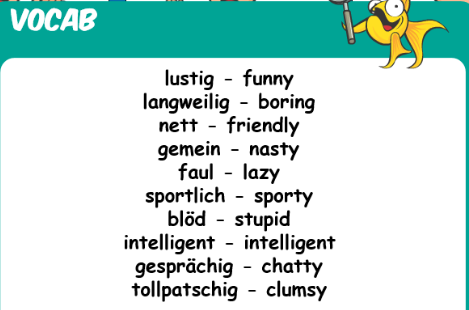 VOCAB
lustig - funny
langweilig - boring
nett - friendly
gemein - nasty
faul - lazy
sportlich - sporty
blöd - stupid
intelligent - intelligent
gesprächig - chatty
tollpatschig - clumsy